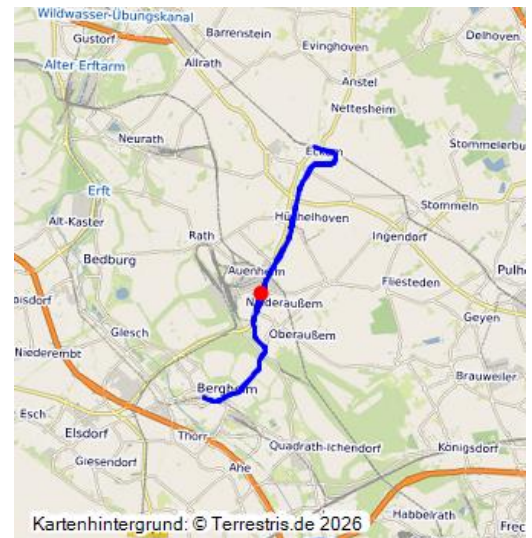 Wildwasser-Übungskanal
Gustorf
Barrenstein
Delhoven
Evinghoven
Alter Erftarm
Allrath
Anstel
Nettesheim
Neurath
Stommelerbu
Erft
Stommeln
Alt-Kaster
Hüchelhoven
Rath
Ingendorf
Bedburg
Pulhe
Auenheim
Fliesteden
oisdorf
Niederaußem
Geyen
Glesch
Oberaußem
Niederembt
Brauweiler
Bergheim
Esch
Elsdorf
Thorr
Quadrath-Ichendorf
Königsdorf
Giesendorf
Ahe
Habbelrath
Frec
Kartenhintergrund: © Terrestris.de 2026